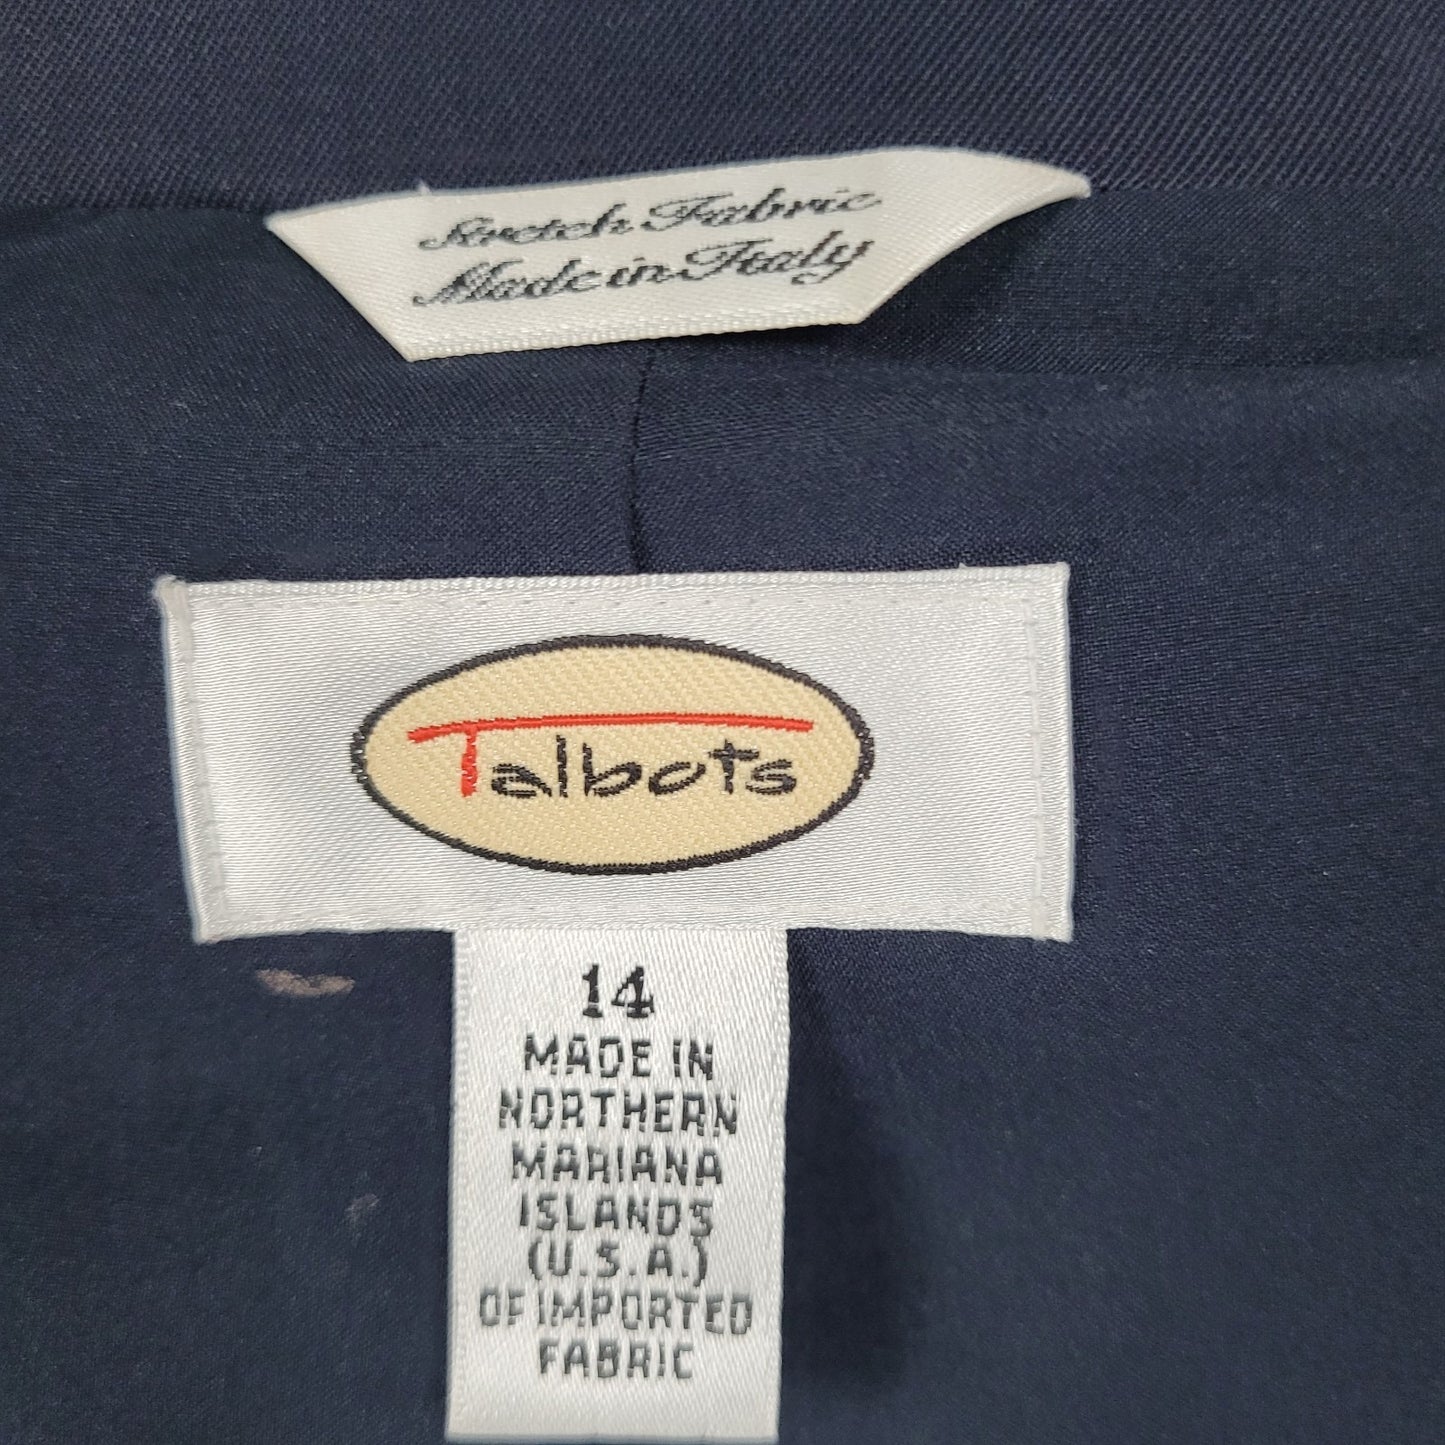 Stretch Fabric
Made in Italy
Talbots
14
MADE IN
NORTHERN
MARIANA
ISLANDS
(U.S.A.)
OF IMPORTED
FABRIC